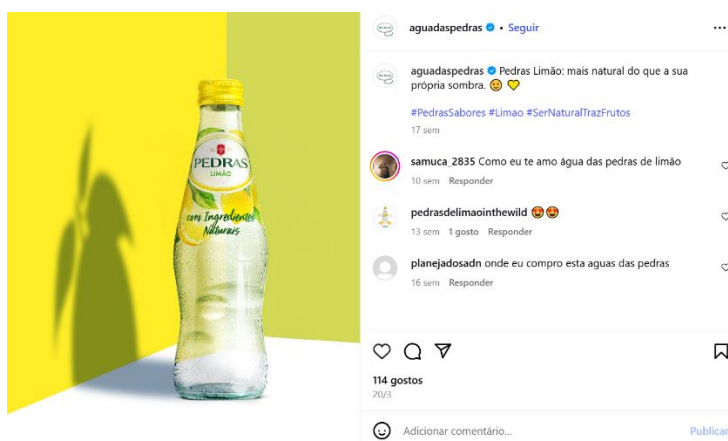 PEDRAS
LIMÃO
com Ingredientes
Naturais
aguadaspedras • Seguir
aguadaspedras Pedras Limão: mais natural do que a sua
própria sombra. 😉 💛
#PedrasSabores #Limao #SerNaturalTrazFrutos
17 sem
samuca_2835 Como eu te amo água das pedras de limão
10 sem Responder
pedrasdelimaointhewild 😍😍
13 sem 1 gosto Responder
planejadosadn onde eu compro esta aguas das pedras
16 sem Responder
114 gostos
20/3
Adicionar comentário...
Publicar